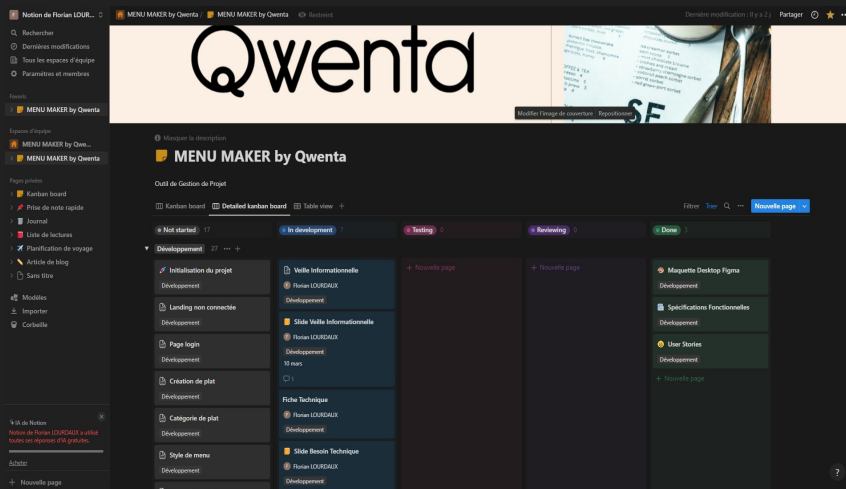 Notion de Florian LOUR...
MENU MAKER by Qwenta / MENU MAKER by Qwenta
Restreint
Dernière modification : Il y a 2 j
Partager
Rechercher
Dernières modifications
Tous les espaces d'équipe
Paramètres et membres
Favoris
MENU MAKER by Qwenta
Espaces d'équipe
MENU MAKER by Qwe...
MENU MAKER by Qwenta
Pages privées
Kanban board
Prise de note rapide
Journal
Liste de lectures
Planification de voyage
Article de blog
Sans titre
Modèles
Importer
Corbeille
IA de Notion
Notion de Florian LOURDAUX a utilisé
toutes ses réponses d'IA gratuites.
Acheter
Nouvelle page
Qwenta
Modifier l'image de couverture
Repositionner
Masquer la description
MENU MAKER by Qwenta
Outil de Gestion de Projet
Kanban board
Detailed kanban board
Table view
Filtrer
Trier
Nouvelle page
Not started 17
In development 7
Testing 0
Reviewing 0
Done 3
Développement 27
Initialisation du projet
Développement
Landing non connectée
Développement
Page login
Développement
Création de plat
Développement
Catégorie de plat
Développement
Style de menu
Développement
Veille Informationnelle
Florian LOURDAUX
Développement
Slide Veille Informationnelle
Florian LOURDAUX
Développement
10 mars
1
Fiche Technique
Florian LOURDAUX
Développement
Slide Besoin Technique
Florian LOURDAUX
Développement
+ Nouvelle page
+ Nouvelle page
Maquette Desktop Figma
Développement
Spécifications Fonctionnelles
Développement
User Stories
Développement
+ Nouvelle page
?